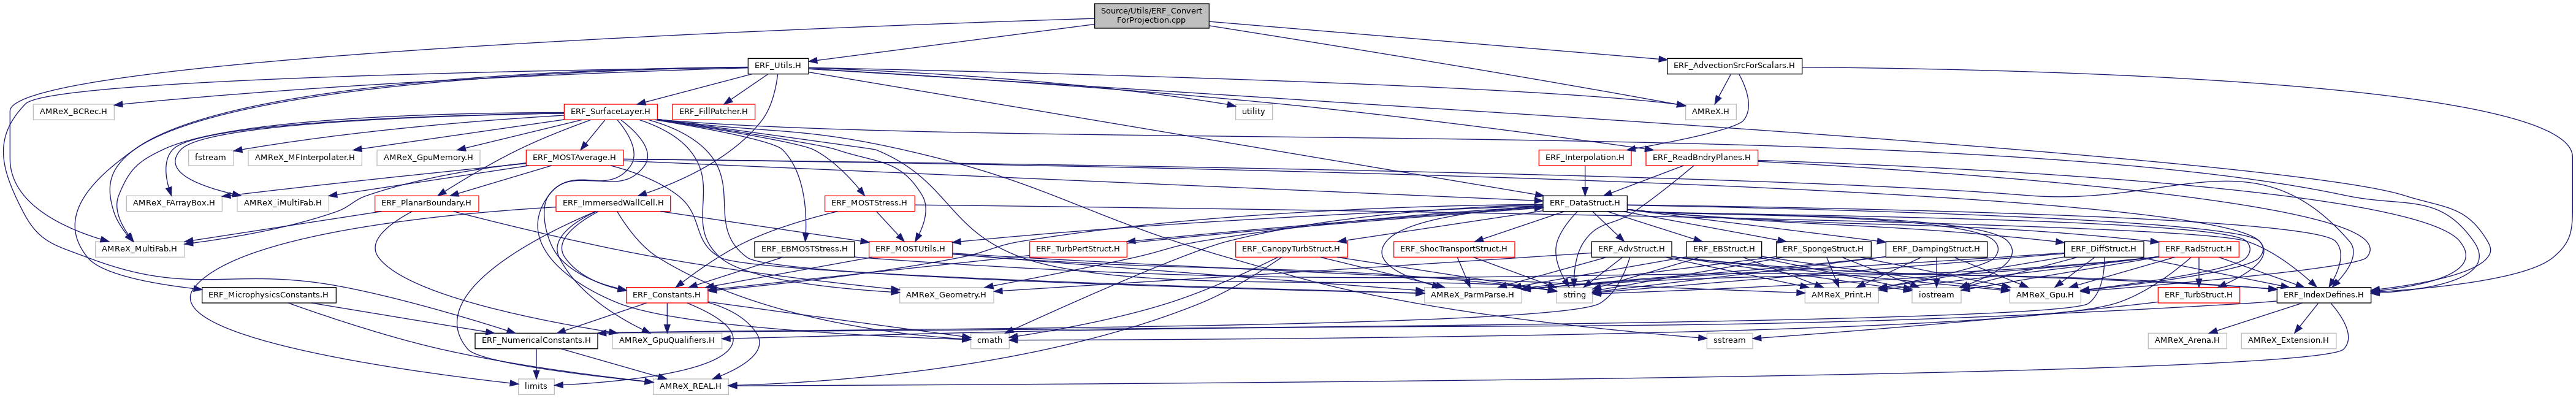 Source/Utils/ERF_Convert
ForProjection.cpp
ERF_Utils.H
ERF_AdvectionSrcForScalars.H
AMReX_BCRec.H
ERF_SurfaceLayer.H
ERF_FillPatcher.H
utility
AMReX.H
fstream
AMReX_MFInterpolater.H
AMReX_GpuMemory.H
ERF_MOSTAverage.H
ERF_Interpolation.H
ERF_ReadBndryPlanes.H
AMReX_FArrayBox.H
AMReX_iMultiFab.H
ERF_PlanarBoundary.H
ERF_ImmersedWallCell.H
ERF_MOSTStress.H
ERF_DataStruct.H
AMReX_MultiFab.H
ERF_EBMOSTStress.H
ERF_MOSTUtils.H
ERF_TurbPertStruct.H
ERF_CanopyTurbStruct.H
ERF_ShocTransportStruct.H
ERF_AdvStruct.H
ERF_EBStruct.H
ERF_SpongeStruct.H
ERF_DampingStruct.H
ERF_DiffStruct.H
ERF_RadStruct.H
ERF_MicrophysicsConstants.H
ERF_Constants.H
AMReX_Geometry.H
AMReX_ParmParse.H
string
AMReX_Print.H
iostream
AMReX_Gpu.H
ERF_TurbStruct.H
ERF_IndexDefines.H
ERF_NumericalConstants.H
AMReX_GpuQualifiers.H
cmath
sstream
AMReX_Arena.H
AMReX_Extension.H
limits
AMReX_REAL.H